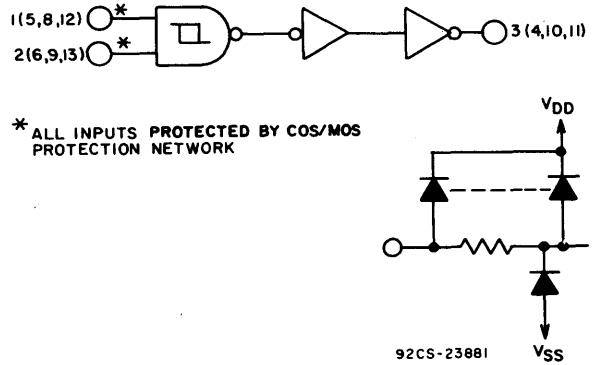 1(5,8,12) *
2(6,9,13) *
3(4,10,11)
* ALL INPUTS PROTECTED BY COS/MOS
PROTECTION NETWORK
VDD
92CS-23881
VSS